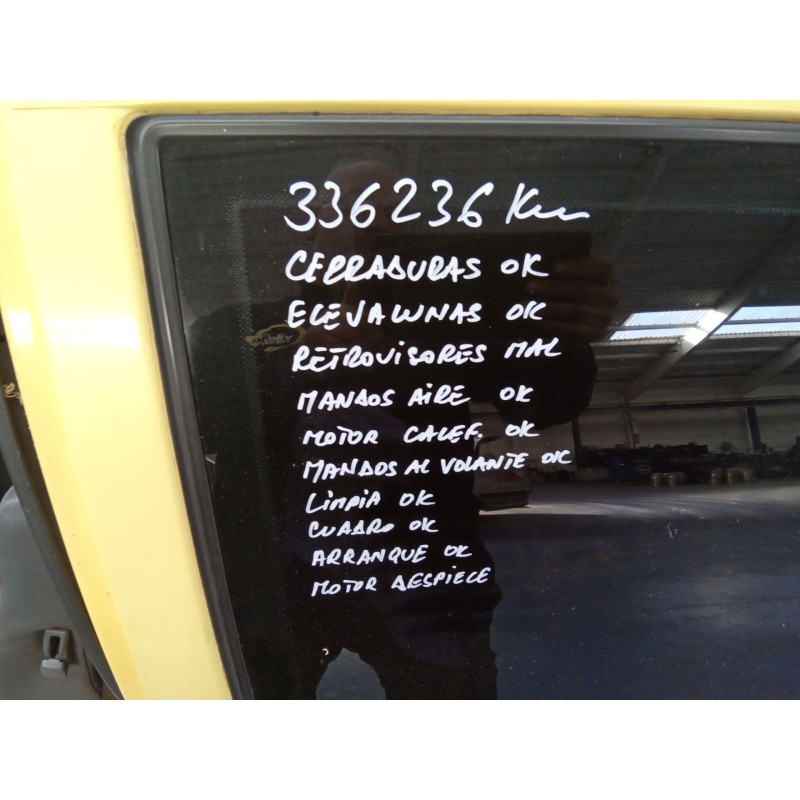 336236 Km
CERRADURAS OK
ELEVALUNAS OK
RETROVISORES MAL
MANDOS AIRE OK
MOTOR CALEF. OK
MANDOS AL VOLANTE OK
LIMPIA OK
CUADRO OK
ARRANQUE OK
MOTOR DESPIECE